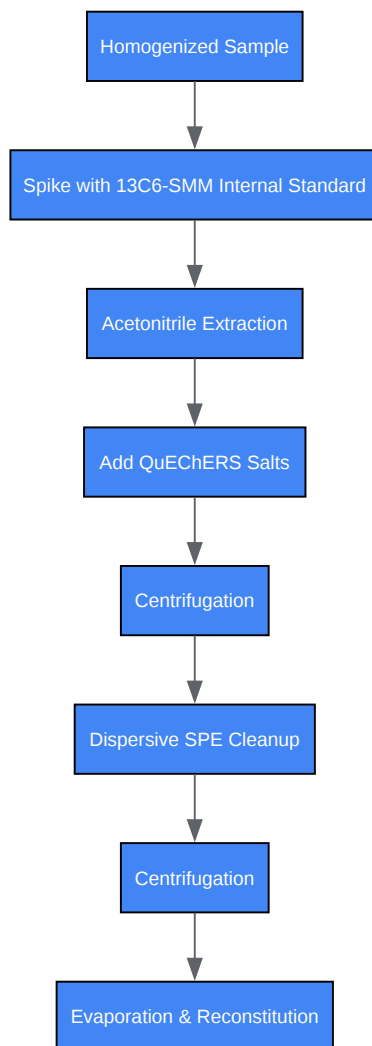 Homogenized Sample
Spike with 13C6-SMM Internal Standard
Acetonitrile Extraction
Add QuEChERS Salts
Centrifugation
Dispersive SPE Cleanup
Centrifugation
Evaporation & Reconstitution